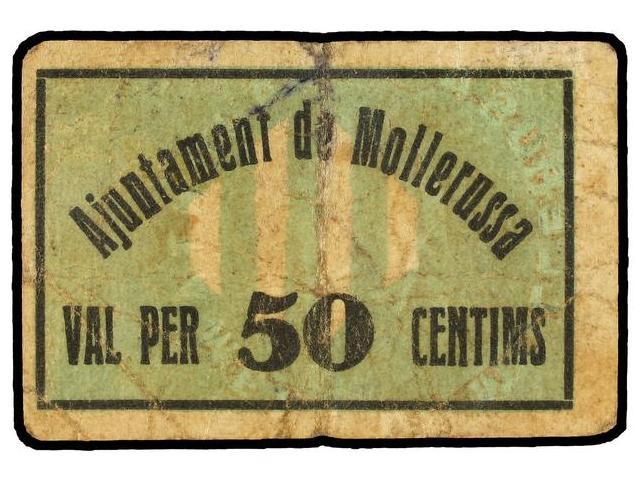 Ajuntament de Mollerussa
VAL PER 50 CENTIMS